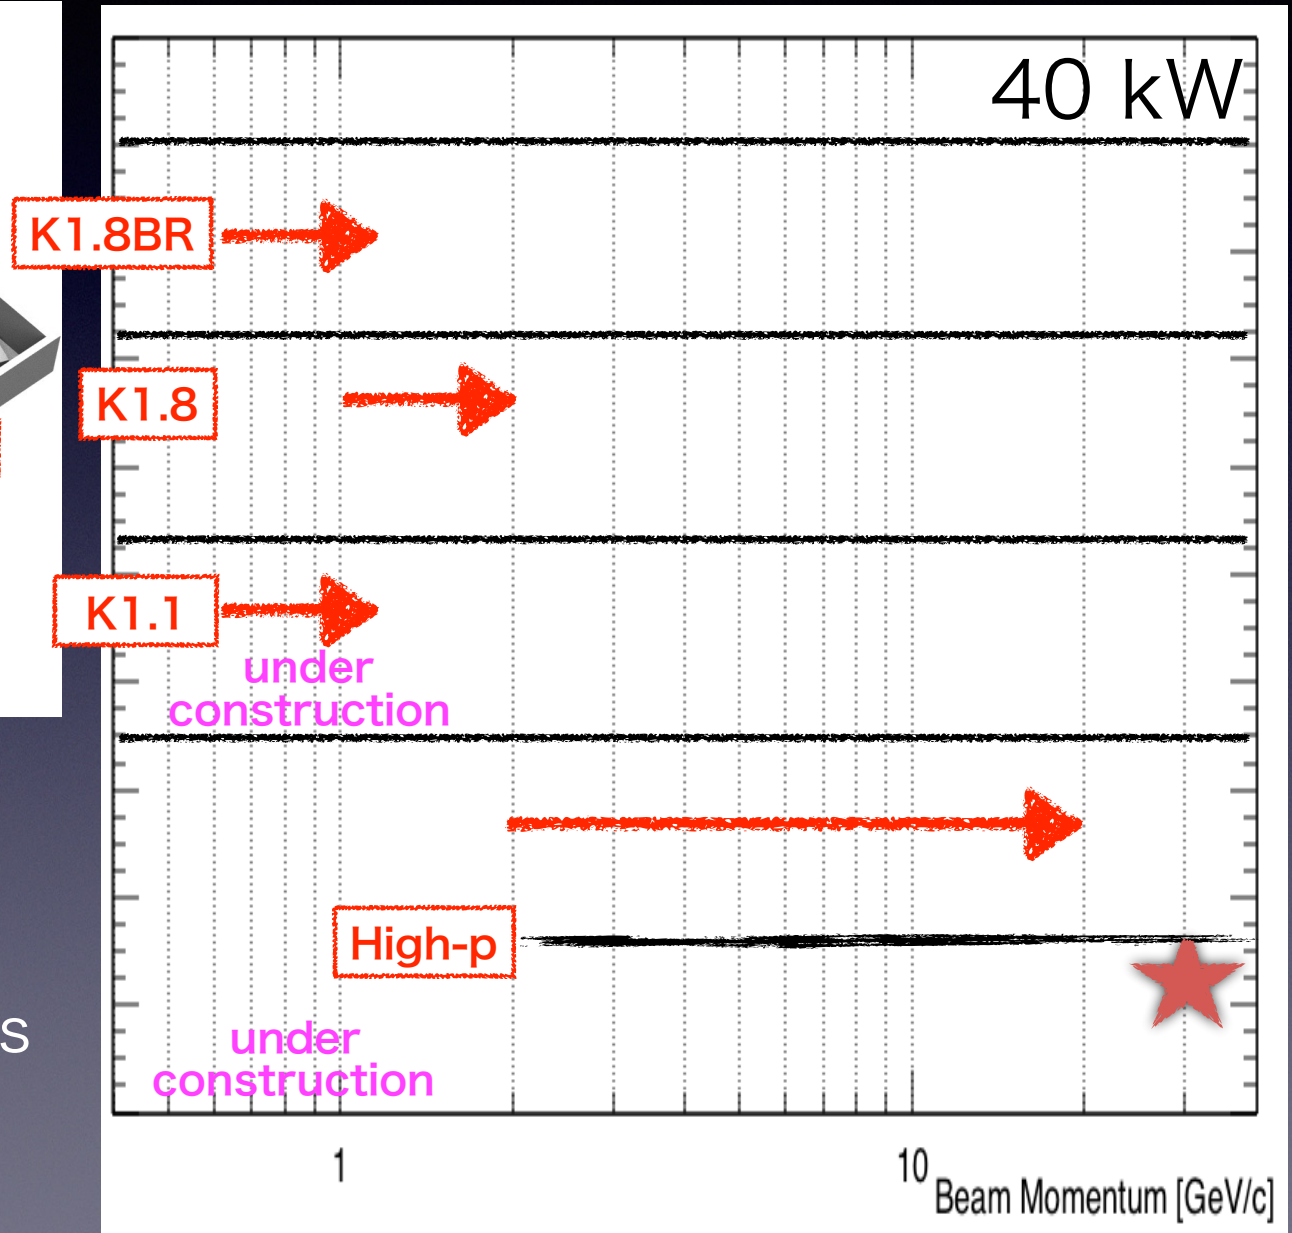 40 kW
K1.8BR
K1.8
K1.1
under
construction
High-p
s
under
construction
1
10
Beam Momentum [GeV/c]